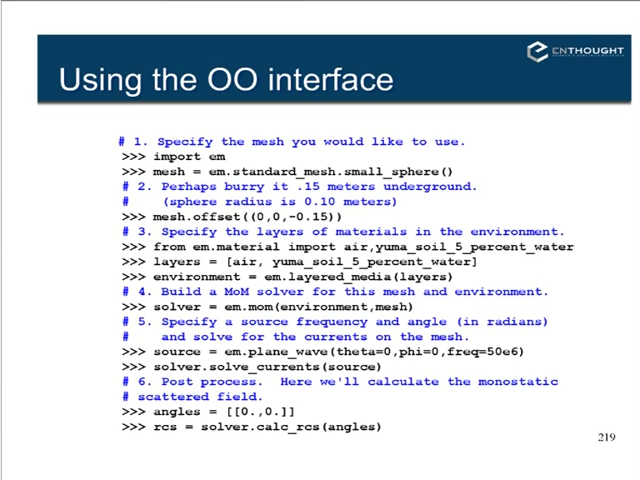 ENTHOUGHT
Using the OO interface
# 1. Specify the mesh you would like to use.
>>> import em
>>> mesh = em.standard_mesh.small_sphere()
# 2. Perhaps burry it .15 meters underground.
#    (sphere radius is 0.10 meters)
>>> mesh.offset((0,0,-0.15))
# 3. Specify the layers of materials in the environment.
>>> from em.material import air,yuma_soil_5_percent_water
>>> layers = [air, yuma_soil_5_percent_water]
>>> environment = em.layered_media(layers)
# 4. Build a MoM solver for this mesh and environment.
>>> solver = em.mom(environment,mesh)
# 5. Specify a source frequency and angle (in radians)
#    and solve for the currents on the mesh.
>>> source = em.plane_wave(theta=0,phi=0,freq=50e6)
>>> solver.solve_currents(source)
# 6. Post process.  Here we'll calculate the monostatic
# scattered field.
>>> angles = [[0.,0.]]
>>> rcs = solver.calc_rcs(angles)
219